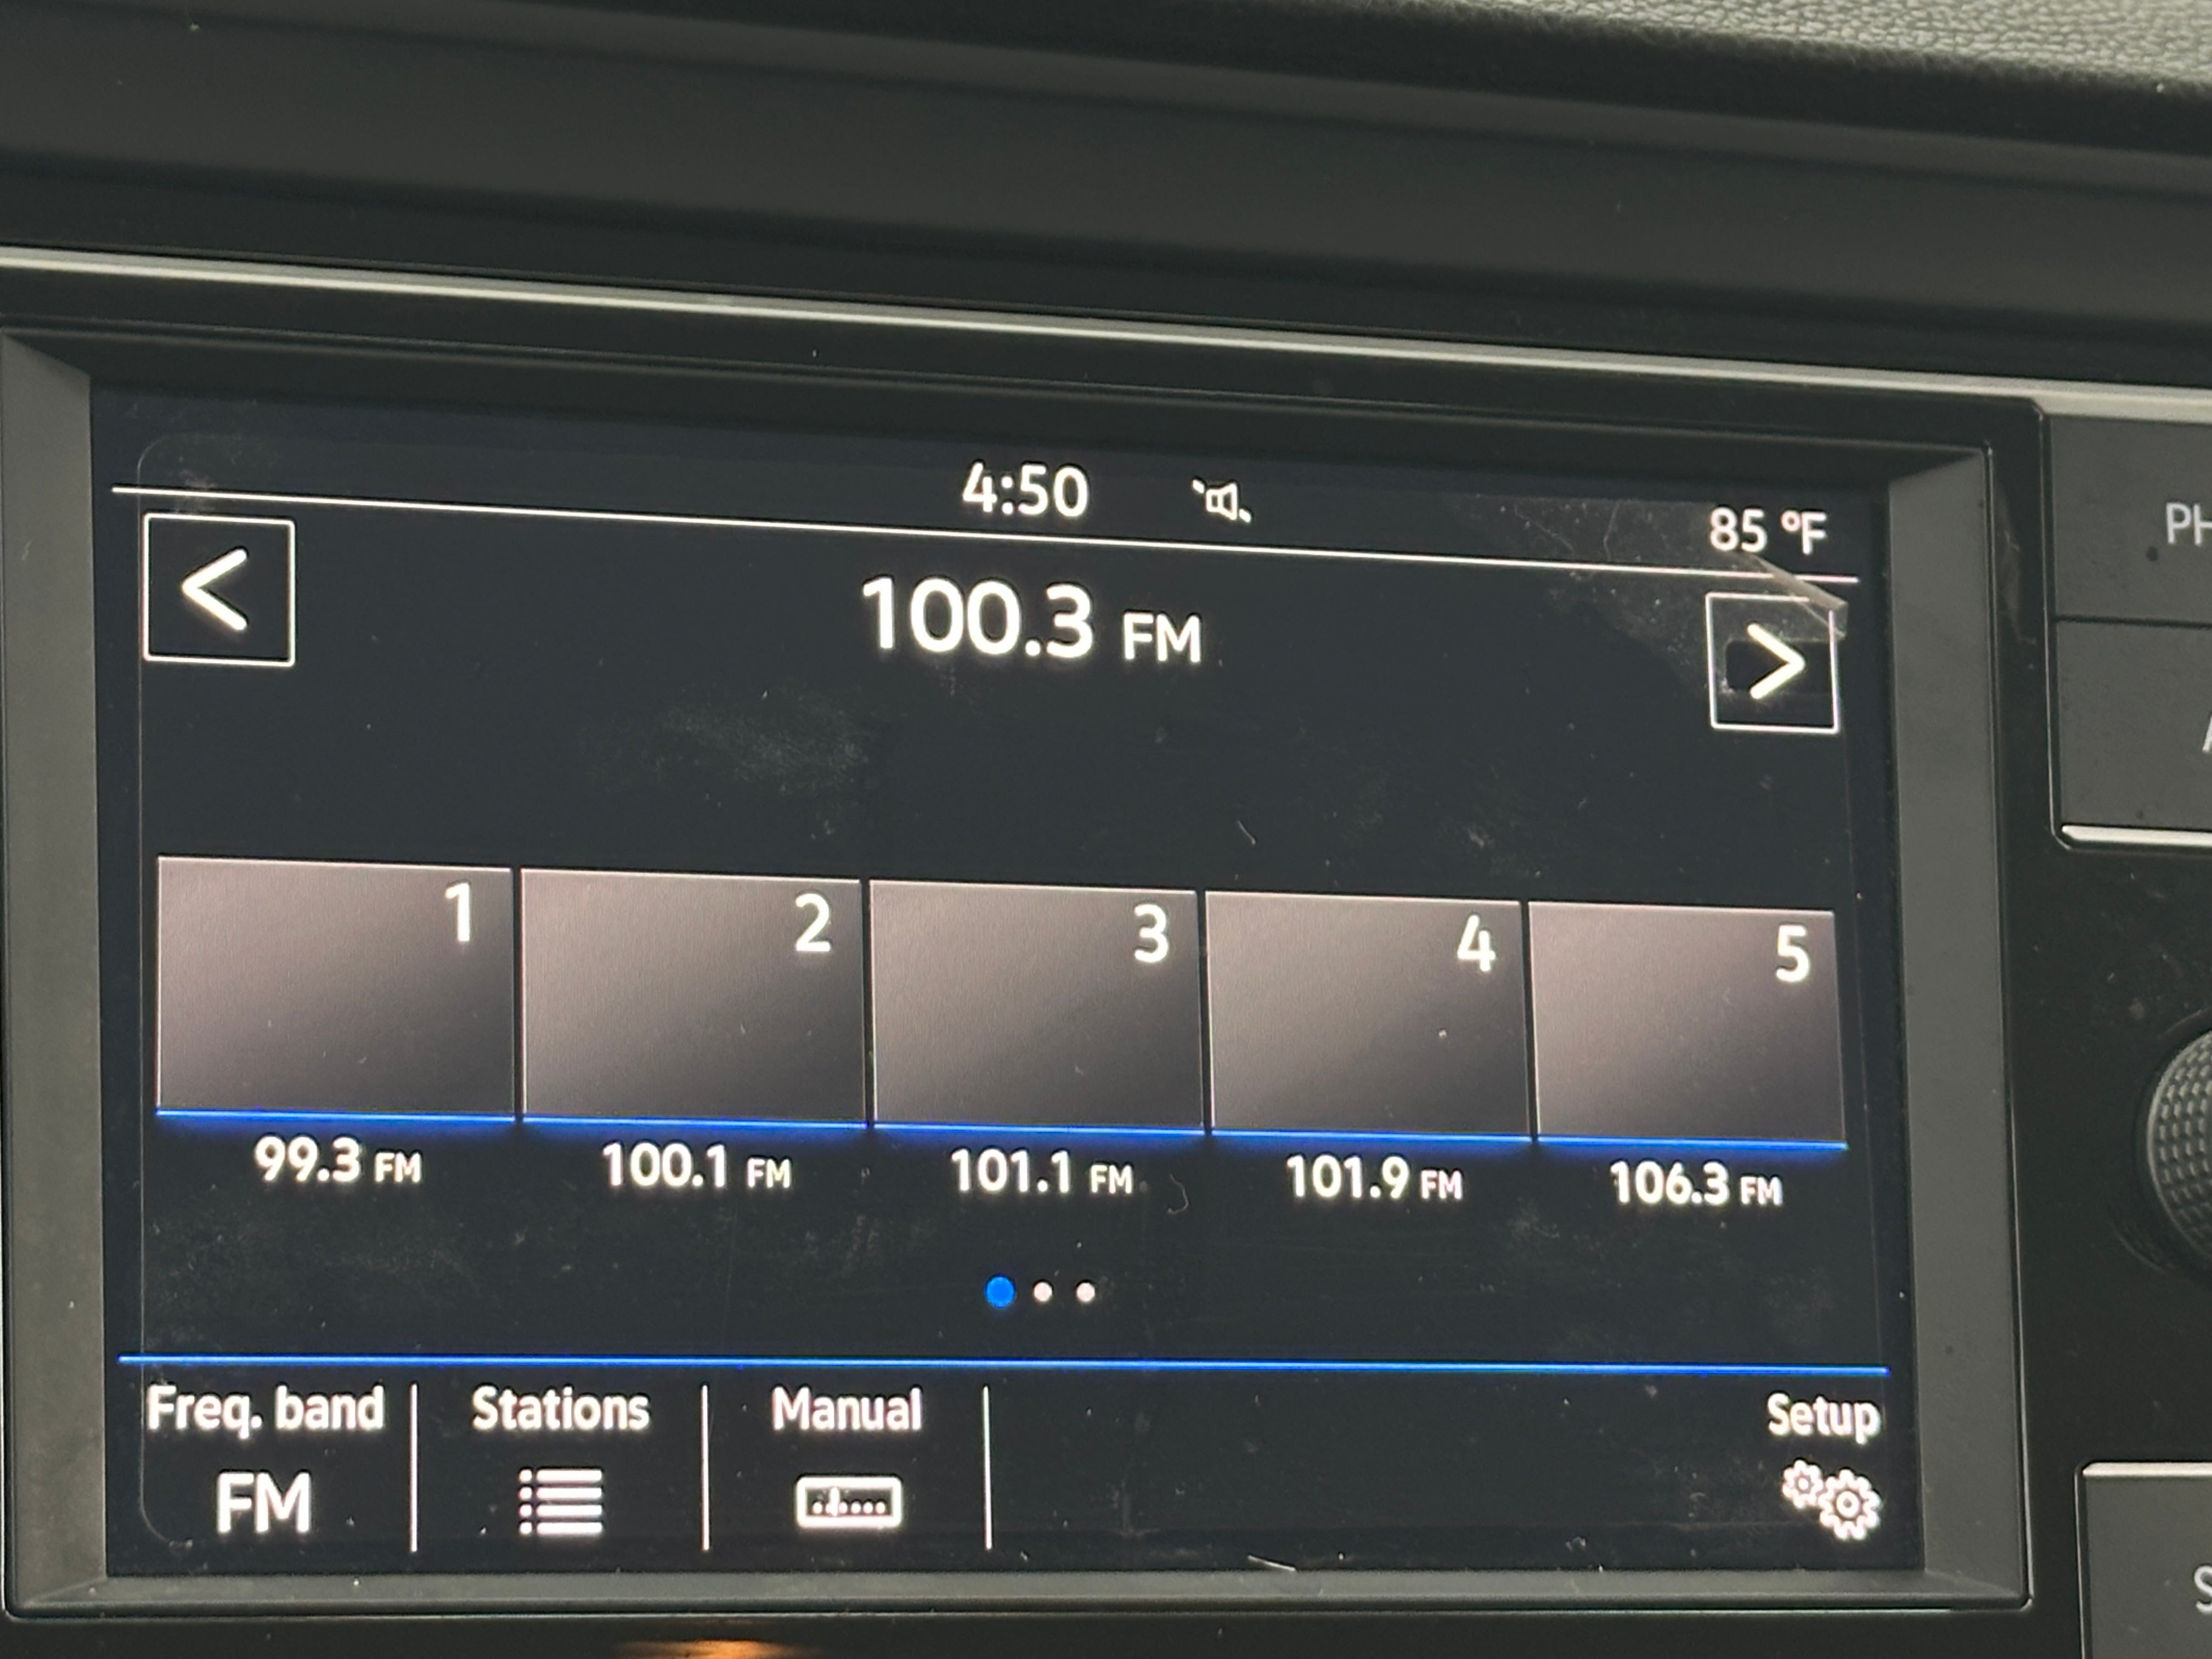 4:50
85 °F
<
100.3 FM
>
1
2
3
4
5
99.3 FM
100.1 FM
101.1 FM
101.9 FM
106.3 FM
Freq. band
Stations
Manual
Setup
FM
PH
S